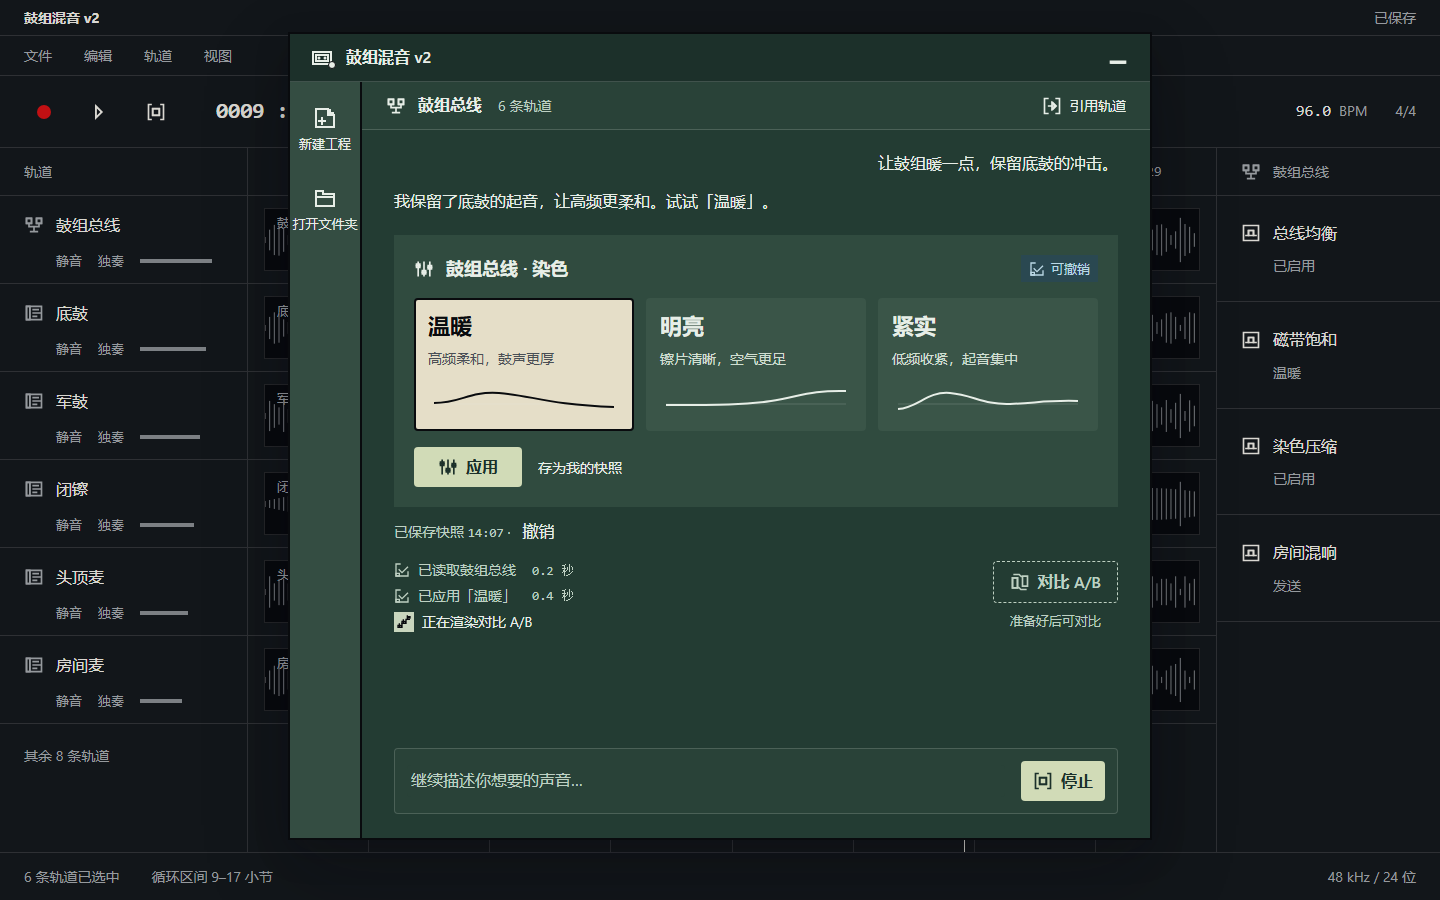 鼓组混音 v2
已保存
文件 编辑 轨道 视图
0009 :
96.0 BPM 4/4
轨道
鼓组总线
静音 独奏
底鼓
静音 独奏
军鼓
静音 独奏
闭镲
静音 独奏
头顶麦
静音 独奏
房间麦
静音 独奏
其余 8 条轨道
鼓
底
军
闭
头
房
鼓组混音 v2
新建工程
打开文件夹
鼓组总线 6 条轨道
引用轨道
让鼓组暖一点，保留底鼓的冲击。
我保留了底鼓的起音，让高频更柔和。试试「温暖」。
鼓组总线 · 染色
可撤销
温暖
高频柔和，鼓声更厚
明亮
镲片清晰，空气更足
紧实
低频收紧，起音集中
应用
存为我的快照
已保存快照 14:07 · 撤销
已读取鼓组总线 0.2 秒
已应用「温暖」 0.4 秒
正在渲染对比 A/B
对比 A/B
准备好后可对比
继续描述你想要的声音...
停止
29
鼓组总线
总线均衡
已启用
磁带饱和
温暖
染色压缩
已启用
房间混响
发送
6 条轨道已选中 循环区间 9–17 小节
48 kHz / 24 位